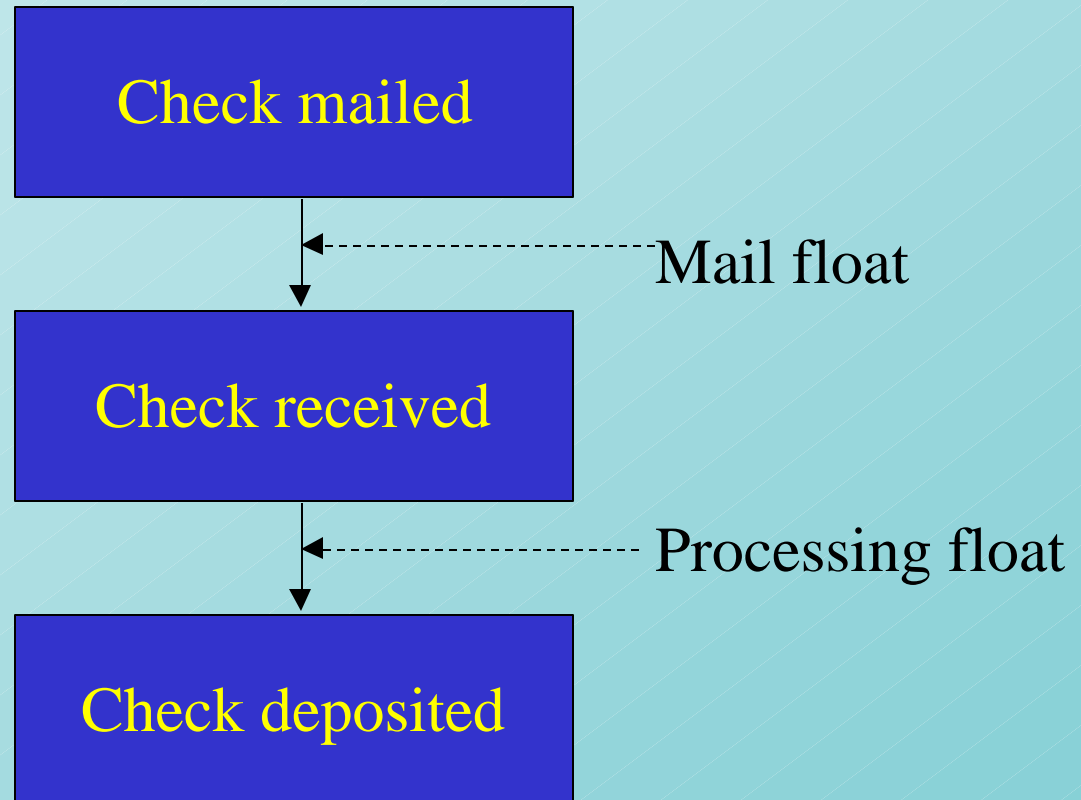 Check mailed
Mail float
Check received
Processing float
Check deposited